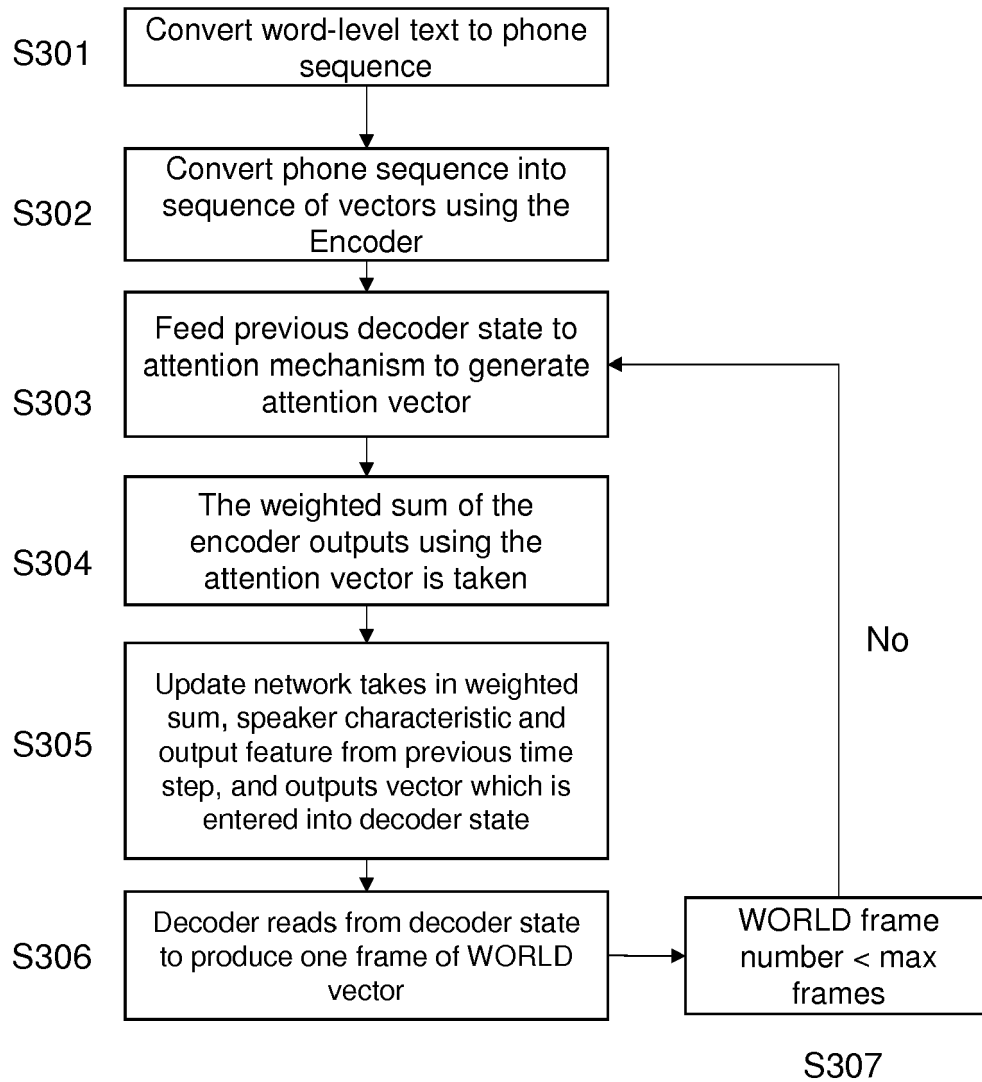 S301
Convert word-level text to phone
sequence
S302
Convert phone sequence into
sequence of vectors using the
Encoder
S303
Feed previous decoder state to
attention mechanism to generate
attention vector
S304
The weighted sum of the
encoder outputs using the
attention vector is taken
S305
Update network takes in weighted
sum, speaker characteristic and
output feature from previous time
step, and outputs vector which is
entered into decoder state
S306
Decoder reads from decoder state
to produce one frame of WORLD
vector
WORLD frame
number < max
frames
S307
No